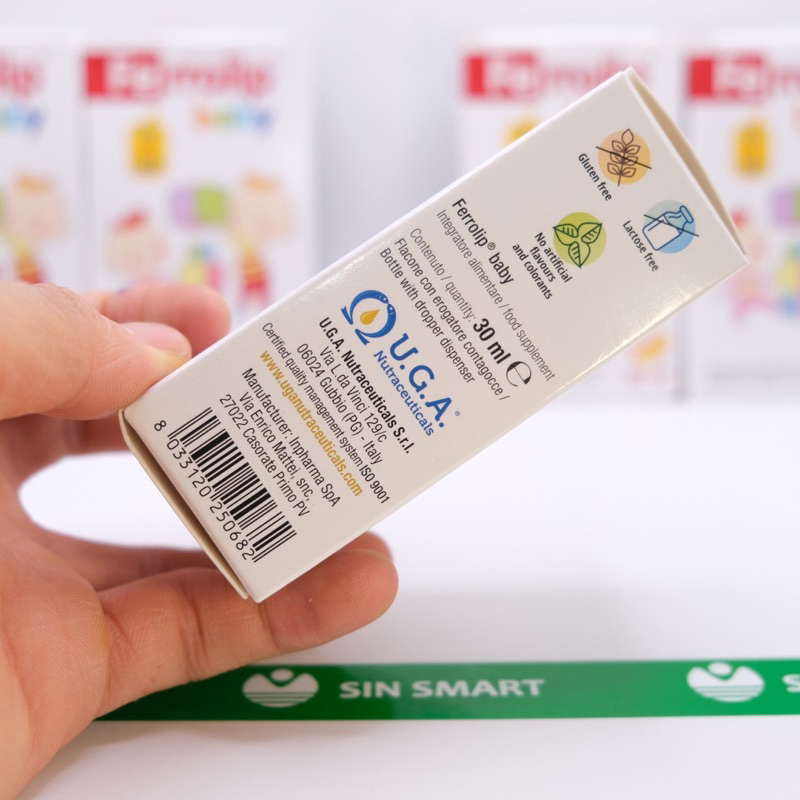 Ferrolip
baby
Ferrolip
Gluten free
Lactose free
No artificial
flavours
and colorants
Ferrolip® baby
Integratore alimentare / food supplement
Contenuto / quantity: 30 ml ℮
Flacone con erogatore contagocce /
Bottle with dropper dispenser
U.G.A.®
Nutraceuticals
U.G.A. Nutraceuticals S.r.l.
Via L. da Vinci 129/c
06024 Gubbio (PG) - Italy
Certified quality management system ISO 9001
www.uganutraceuticals.com
Manufacturer: Inpharma SpA
Via Enrico Mattei, snc,
27022 Casorate Primo PV
8 033120 250682
SIN SMART
S